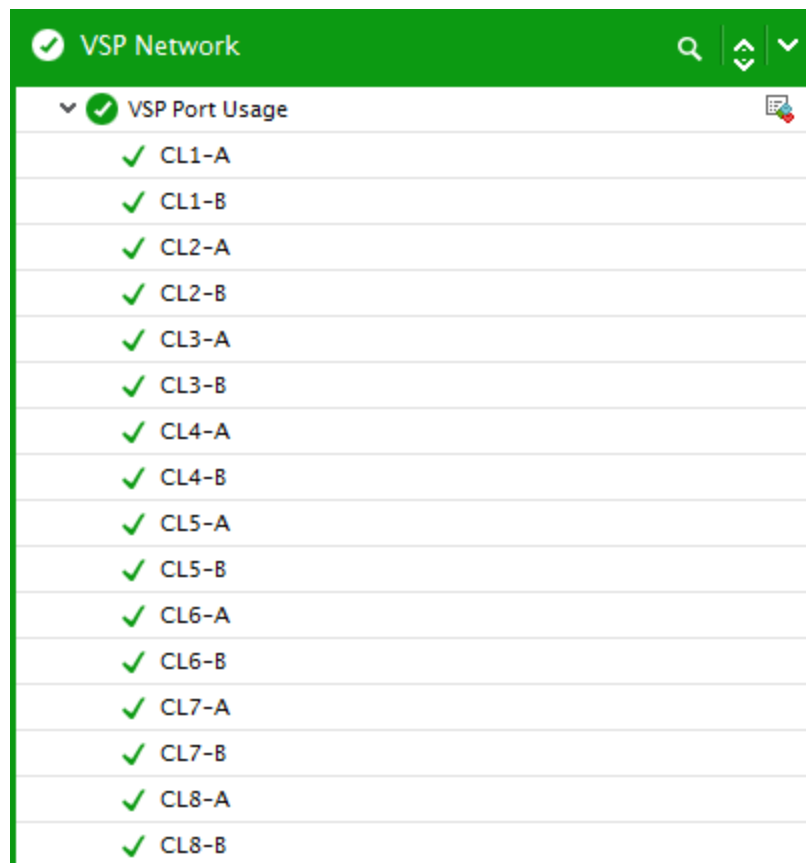 VSP Network
VSP Port Usage
CL1-A
CL1-B
CL2-A
CL2-B
CL3-A
CL3-B
CL4-A
CL4-B
CL5-A
CL5-B
CL6-A
CL6-B
CL7-A
CL7-B
CL8-A
CL8-B